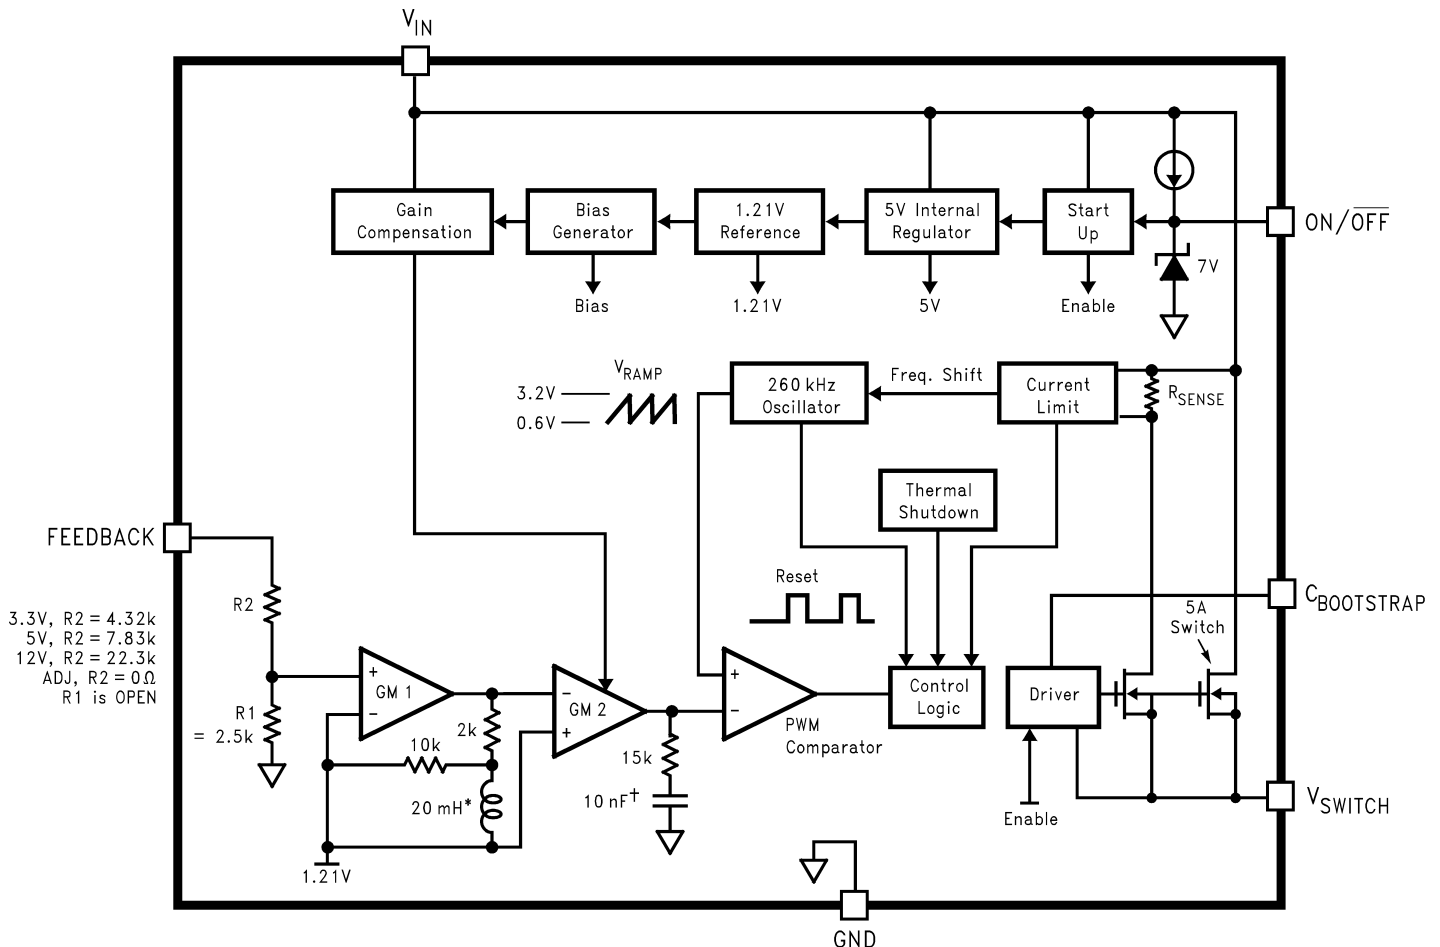 VIN
ON/OFF
Gain
Compensation
Bias
Generator
1.21V
Reference
5V Internal
Regulator
Start
Up
7V
Bias
1.21V
5V
Enable
VRAMP
3.2V
0.6V
260 kHz
Oscillator
Freq. Shift
Current
Limit
RSENSE
Thermal
Shutdown
FEEDBACK
Reset
R2
3.3V, R2 = 4.32k
5V, R2 = 7.83k
12V, R2 = 22.3k
ADJ, R2 = 0Ω
R1 is OPEN
R1
= 2.5k
+
GM 1
−
2k
10k
20 mH*
1.21V
−
GM 2
+
15k
10 nF†
+
−
PWM
Comparator
Control
Logic
Driver
Enable
5A
Switch
CBOOTSTRAP
VSWITCH
GND